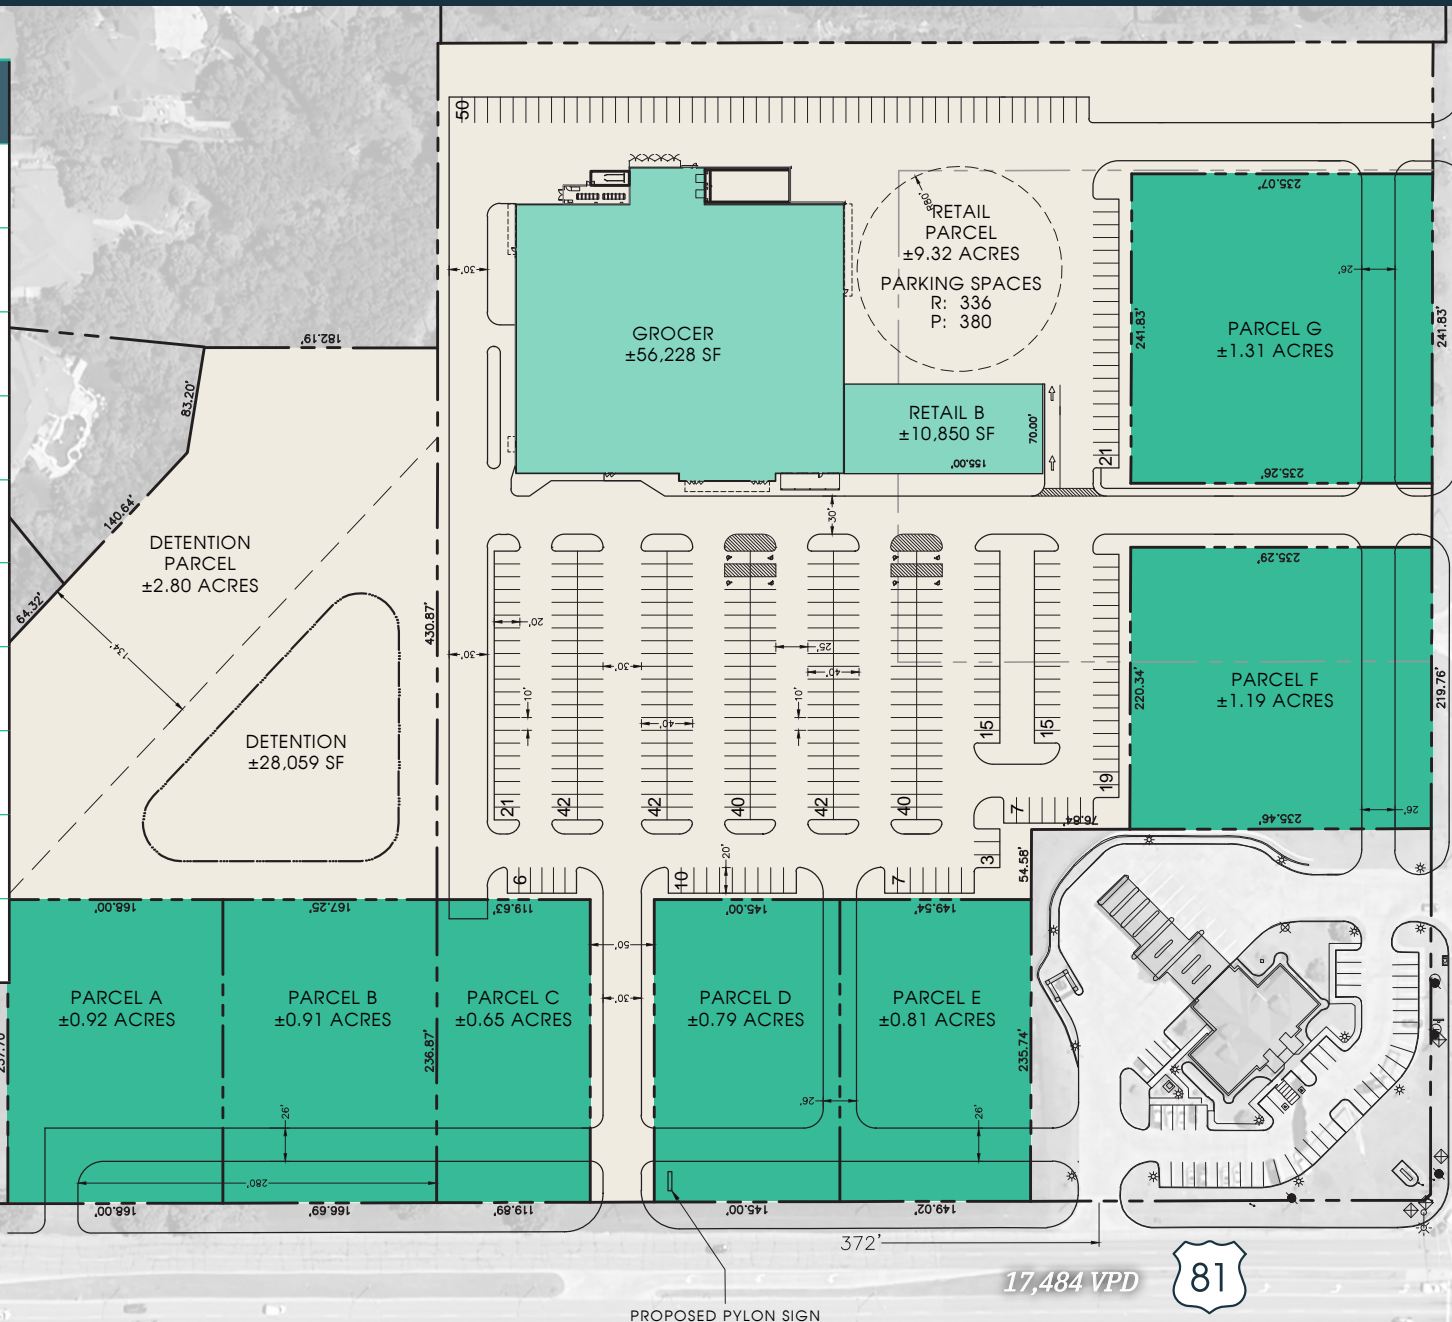 50
235.07'
R80'
RETAIL
PARCEL
±9.32 ACRES
PARKING SPACES
R: 336
P: 380
30'
26'
GROCER
±56,228 SF
241.83'
PARCEL G
±1.31 ACRES
241.83'
182.19'
83.20'
RETAIL B
±10,850 SF
70.00'
155.00'
21
235.26'
140.64'
30'
DETENTION
PARCEL
±2.80 ACRES
235.29'
64.32'
430.87'
20'
134'
30'
30'
25'
40'
10'
10'
40'
220.34'
PARCEL F
±1.19 ACRES
219.76'
DETENTION
±28,059 SF
15
15
19
21
42
42
40
42
40
7
76.84'
235.46'
26'
3
54.58'
6
10
20'
7
168.00'
167.25'
119.63'
145.00'
149.54'
50'
30'
PARCEL A
±0.92 ACRES
PARCEL B
±0.91 ACRES
PARCEL C
±0.65 ACRES
PARCEL D
±0.79 ACRES
PARCEL E
±0.81 ACRES
236.87'
235.74'
26'
26'
26'
280'
168.00'
166.69'
119.89'
145.00'
149.02'
372'
17,484 VPD
81
PROPOSED PYLON SIGN